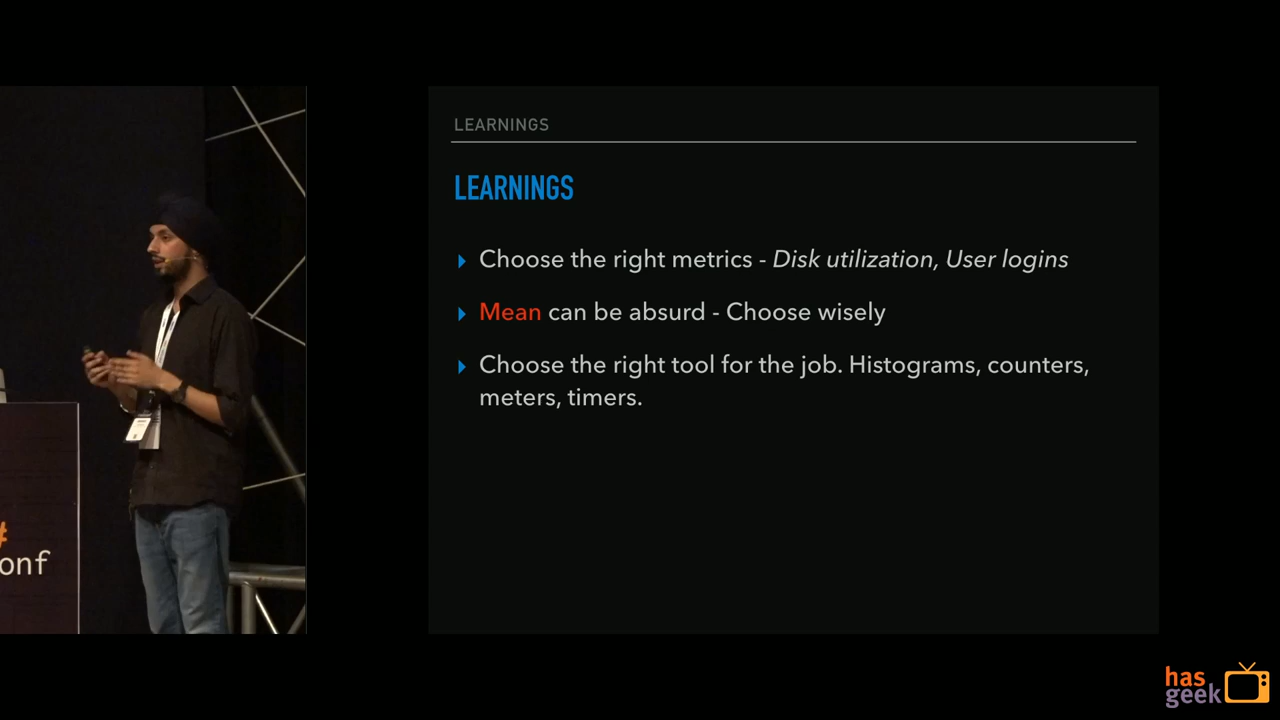 LEARNINGS
LEARNINGS
Choose the right metrics - Disk utilization, User logins
Mean can be absurd - Choose wisely
Choose the right tool for the job. Histograms, counters,
meters, timers.
#
onf
has
geek